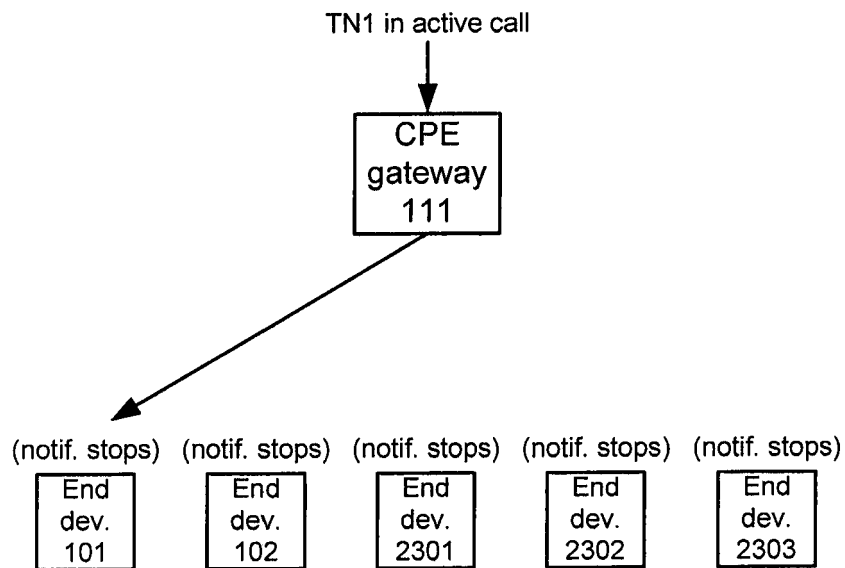 TN1 in active call
CPE
gateway
111
(notif. stops) (notif. stops) (notif. stops) (notif. stops) (notif. stops)
End
dev.
101
End
dev.
102
End
dev.
2301
End
dev.
2302
End
dev.
2303